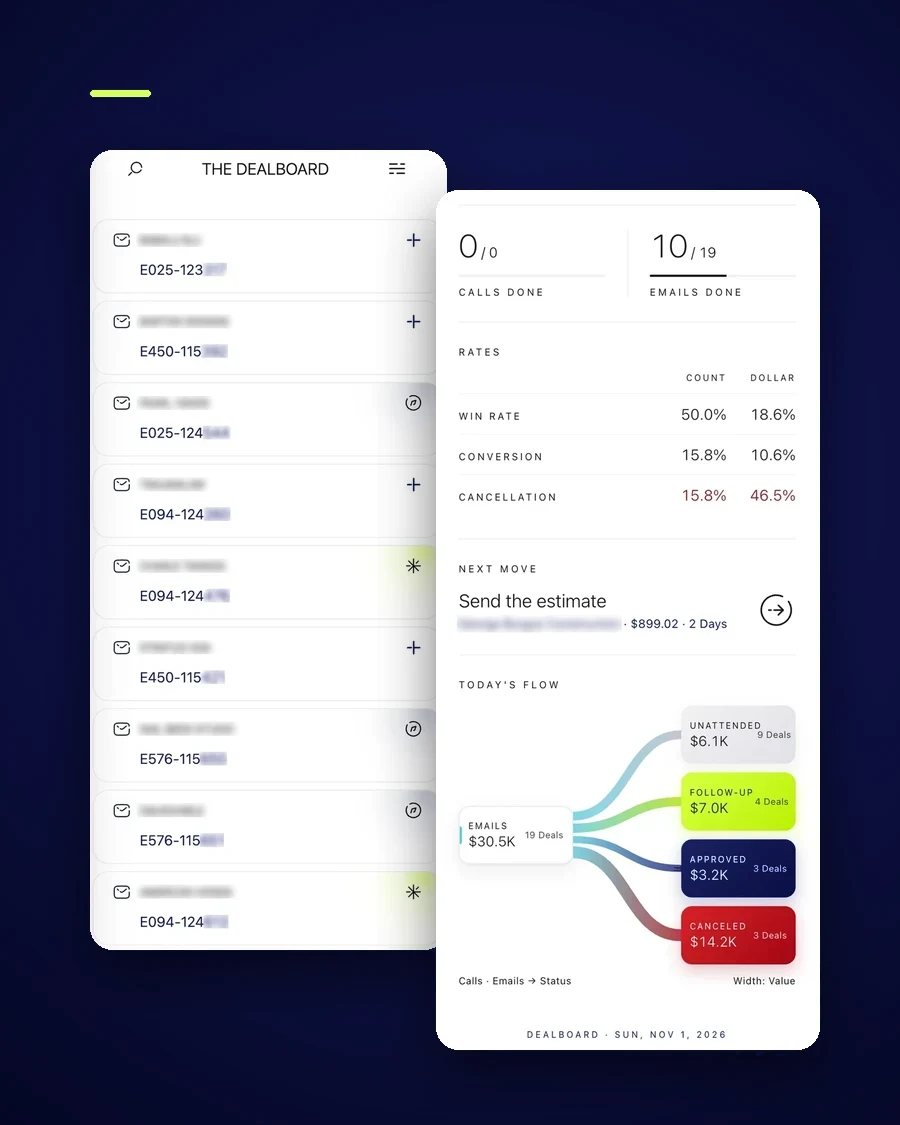 THE DEALBOARD
E025-123
E450-115
E025-124
E094-124
E094-124
E450-115
E576-115
E576-115
E094-124
0 / 0
CALLS DONE
10 / 19
EMAILS DONE
RATES
COUNT DOLLAR
WIN RATE 50.0% 18.6%
CONVERSION 15.8% 10.6%
CANCELLATION 15.8% 46.5%
NEXT MOVE
Send the estimate
· $899.02 · 2 Days
TODAY'S FLOW
EMAILS
$30.5K 19 Deals
UNATTENDED
$6.1K 9 Deals
FOLLOW-UP
$7.0K 4 Deals
APPROVED
$3.2K 3 Deals
CANCELED
$14.2K 3 Deals
Calls · Emails → Status
Width: Value
DEALBOARD · SUN, NOV 1, 2026